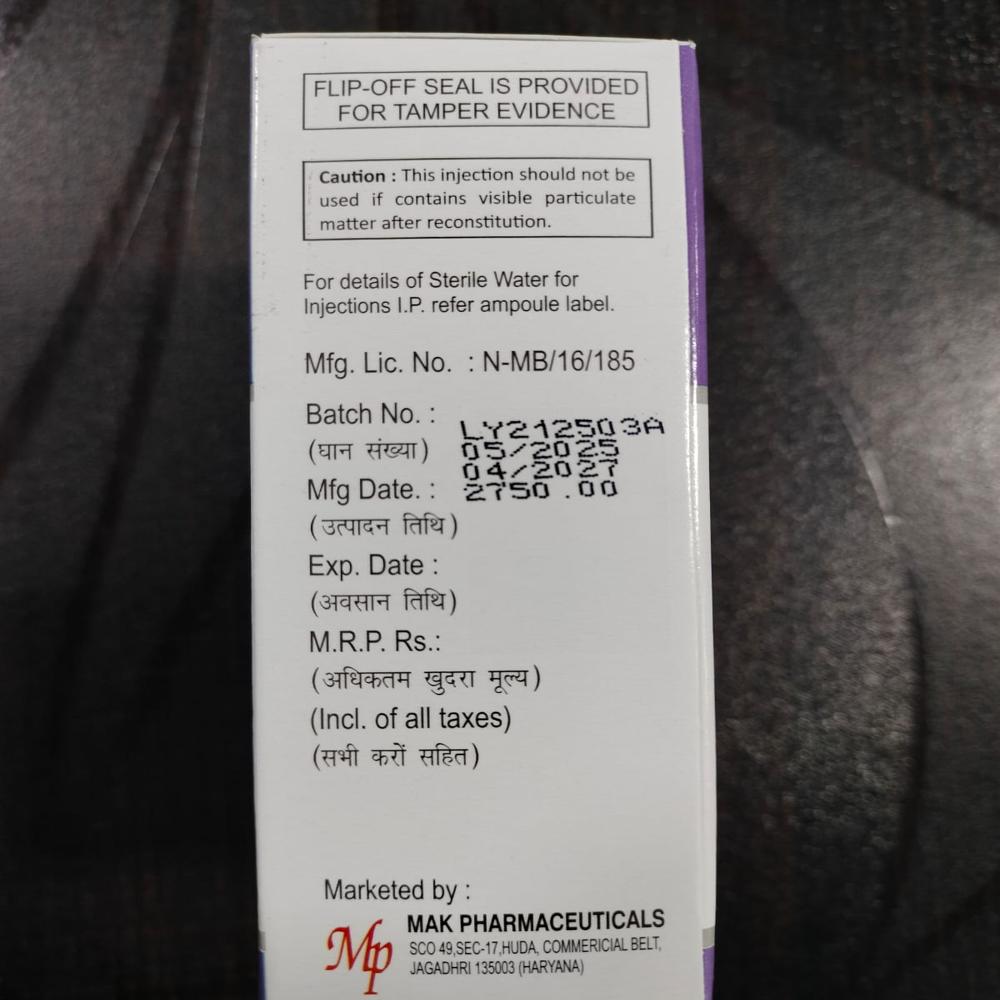 FLIP-OFF SEAL IS PROVIDED
FOR TAMPER EVIDENCE
Caution : This injection should not be
used if contains visible particulate
matter after reconstitution.
For details of Sterile Water for
Injections I.P. refer ampoule label.
Mfg. Lic. No. : N-MB/16/185
Batch No. :
LY212503A
(घान संख्या)
05/2025
04/2027
Mfg Date. :
2750.00
(उत्पादन तिथि)
Exp. Date :
(अवसान तिथि)
M.R.P. Rs.:
(अधिकतम खुदरा मूल्य)
(Incl. of all taxes)
(सभी करों सहित)
Marketed by :
Mp
MAK PHARMACEUTICALS
SCO 49,SEC-17,HUDA, COMMERICIAL BELT,
JAGADHRI 135003 (HARYANA)